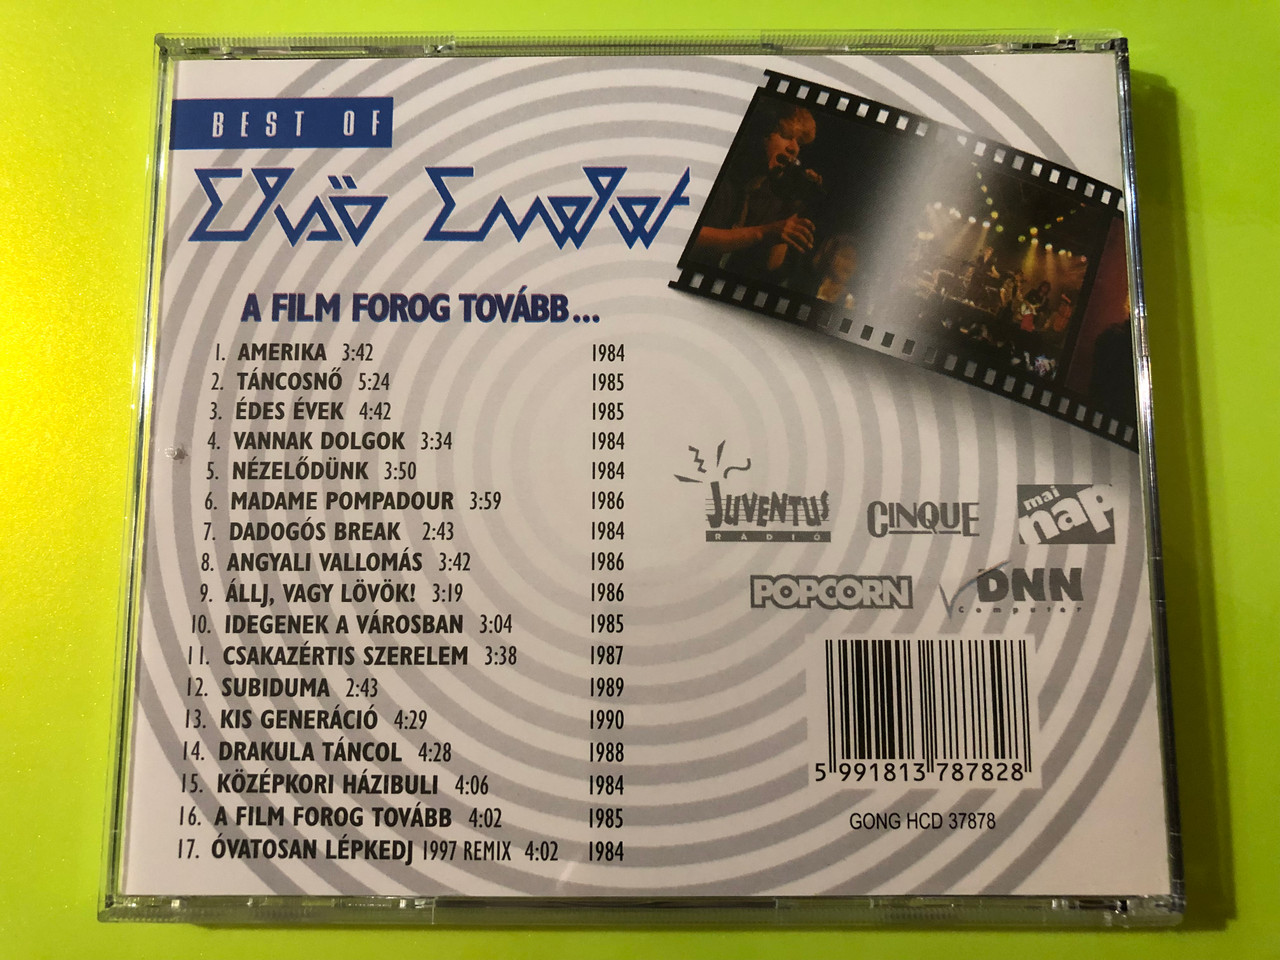 BEST OF
Első Emelet
A FILM FOROG TOVÁBB...
1. AMERIKA 3:42 1984
2. TÁNCOSNŐ 5:24 1985
3. ÉDES ÉVEK 4:42 1985
4. VANNAK DOLGOK 3:34 1984
5. NÉZELŐDÜNK 3:50 1984
6. MADAME POMPADOUR 3:59 1986
7. DADOGÓS BREAK 2:43 1984
8. ANGYALI VALLOMÁS 3:42 1986
9. ÁLLJ, VAGY LÖVÖK! 3:19 1986
10. IDEGENEK A VÁROSBAN 3:04 1985
11. CSAKAZÉRTIS SZERELEM 3:38 1987
12. SUBIDUMA 2:43 1989
13. KIS GENERÁCIÓ 4:29 1990
14. DRAKULA TÁNCOL 4:28 1988
15. KÖZÉPKORI HÁZIBULI 4:06 1984
16. A FILM FOROG TOVÁBB 4:02 1985
17. ÓVATOSAN LÉPKEDJ 1997 REMIX 4:02 1984
JUVENTUS
RÁDIÓ
CINQUE
mai
nap
POPCORN
DNN
computer
5 991813 787828
GONG HCD 37878